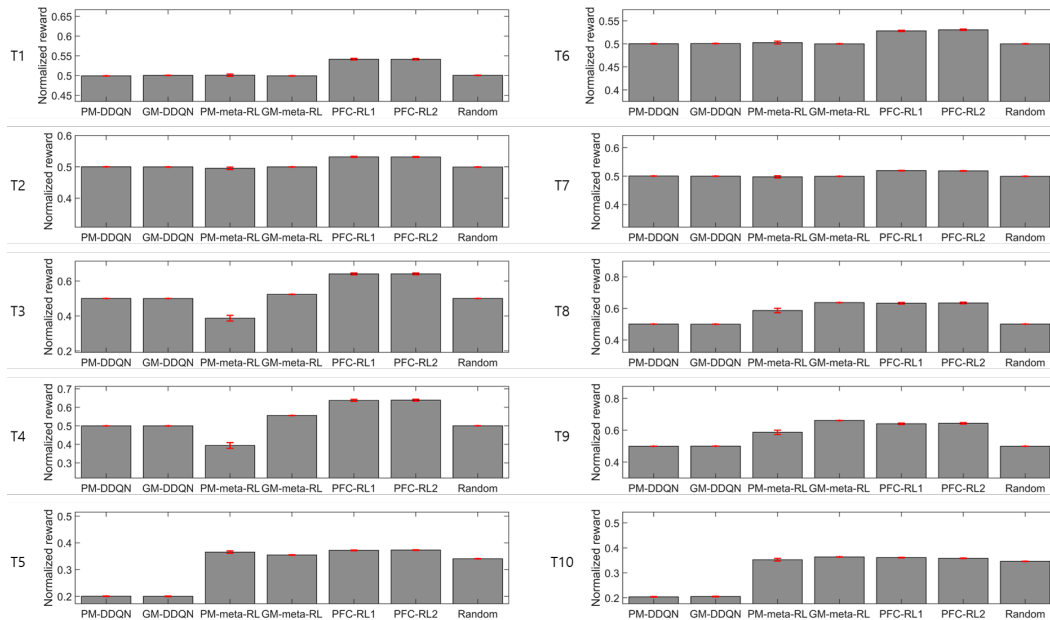 T1
Normalized reward
0.65
0.6
0.55
0.5
0.45
PM-DDQN GM-DDQN PM-meta-RL GM-meta-RL PFC-RL1 PFC-RL2 Random
T6
Normalized reward
0.55
0.5
0.45
0.4
PM-DDQN GM-DDQN PM-meta-RL GM-meta-RL PFC-RL1 PFC-RL2 Random
T2
Normalized reward
0.6
0.5
0.4
PM-DDQN GM-DDQN PM-meta-RL GM-meta-RL PFC-RL1 PFC-RL2 Random
T7
Normalized reward
0.6
0.5
0.4
PM-DDQN GM-DDQN PM-meta-RL GM-meta-RL PFC-RL1 PFC-RL2 Random
T3
Normalized reward
0.6
0.4
0.2
PM-DDQN GM-DDQN PM-meta-RL GM-meta-RL PFC-RL1 PFC-RL2 Random
T8
Normalized reward
0.8
0.6
0.4
PM-DDQN GM-DDQN PM-meta-RL GM-meta-RL PFC-RL1 PFC-RL2 Random
T4
Normalized reward
0.7
0.6
0.5
0.4
0.3
PM-DDQN GM-DDQN PM-meta-RL GM-meta-RL PFC-RL1 PFC-RL2 Random
T9
Normalized reward
0.8
0.6
0.4
PM-DDQN GM-DDQN PM-meta-RL GM-meta-RL PFC-RL1 PFC-RL2 Random
T5
Normalized reward
0.5
0.4
0.3
0.2
PM-DDQN GM-DDQN PM-meta-RL GM-meta-RL PFC-RL1 PFC-RL2 Random
T10
Normalized reward
0.5
0.4
0.3
0.2
PM-DDQN GM-DDQN PM-meta-RL GM-meta-RL PFC-RL1 PFC-RL2 Random